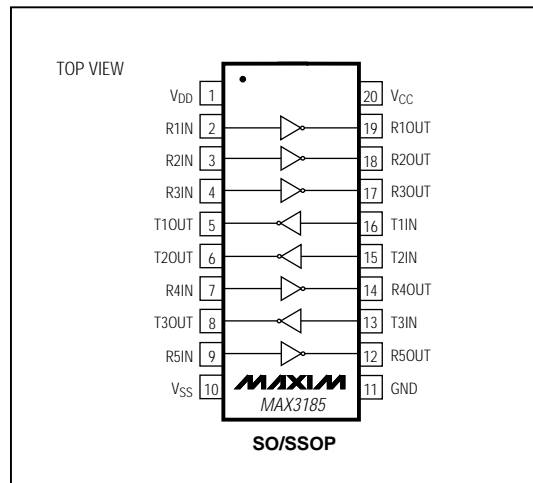 TOP VIEW
VDD 1 20 VCC
R1IN 2 19 R1OUT
R2IN 3 18 R2OUT
R3IN 4 17 R3OUT
T1OUT 5 16 T1IN
T2OUT 6 15 T2IN
R4IN 7 14 R4OUT
T3OUT 8 13 T3IN
R5IN 9 12 R5OUT
VSS 10 MAXIM 11 GND
MAX3185
SO/SSOP